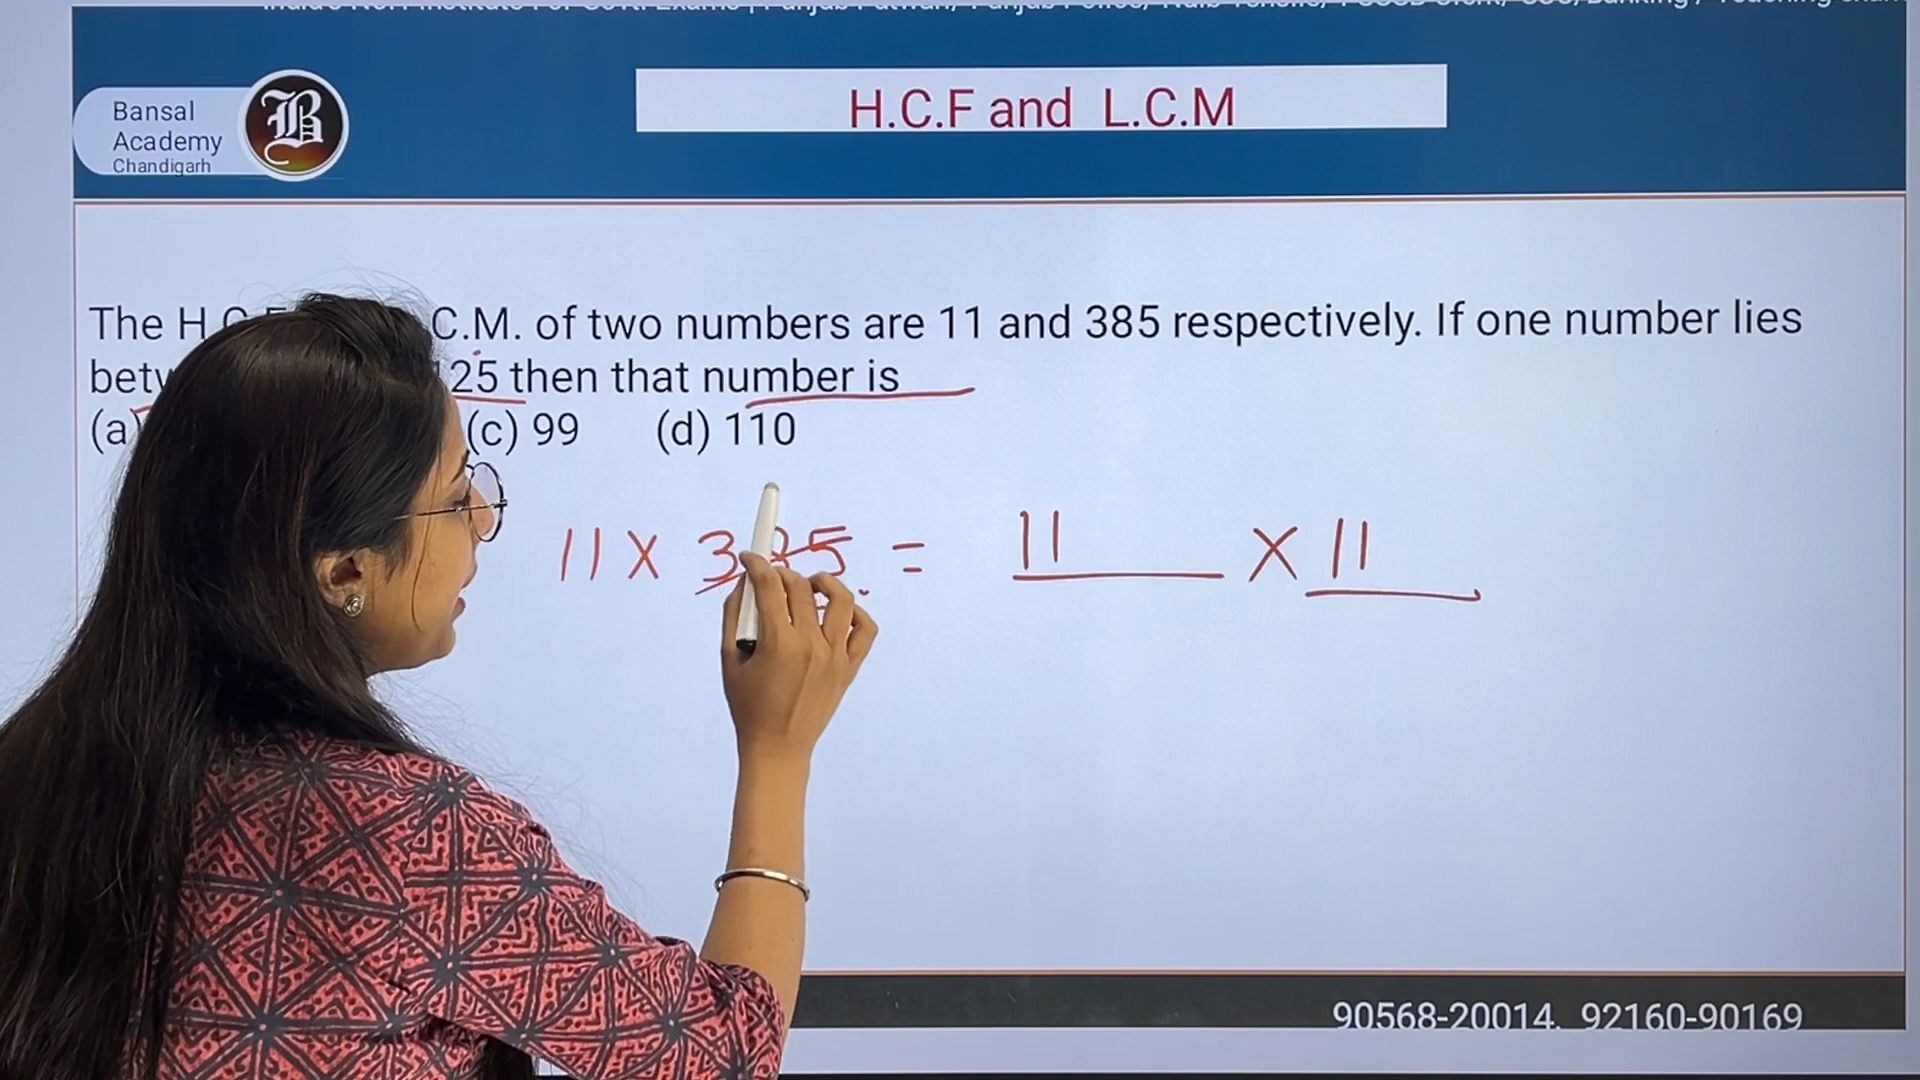 Bansal
Academy
Chandigarh
B
H.C.F and L.C.M
The H.C.M. of two numbers are 11 and 385 respectively. If one number lies
25 then that number is
(a) (c) 99 (d) 110
11 x 385 = 11 x 11
90568-20014, 92160-90169